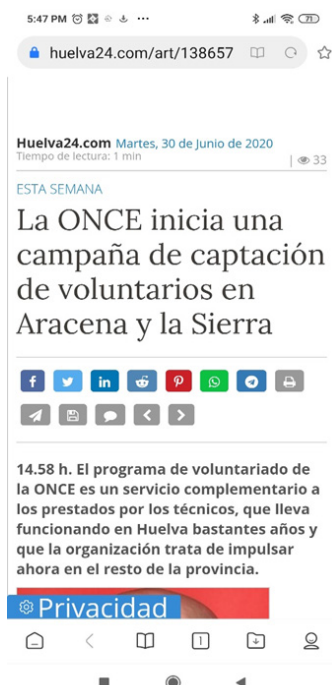 5:47 PM
71
huelva24.com/art/138657
Huelva24.com Martes, 30 de Junio de 2020
Tiempo de lectura: 1 min
| 33
ESTA SEMANA
La ONCE inicia una
campaña de captación
de voluntarios en
Aracena y la Sierra
14.58 h. El programa de voluntariado de
la ONCE es un servicio complementario a
los prestados por los técnicos, que lleva
funcionando en Huelva bastantes años y
que la organización trata de impulsar
ahora en el resto de la provincia.
Privacidad
1